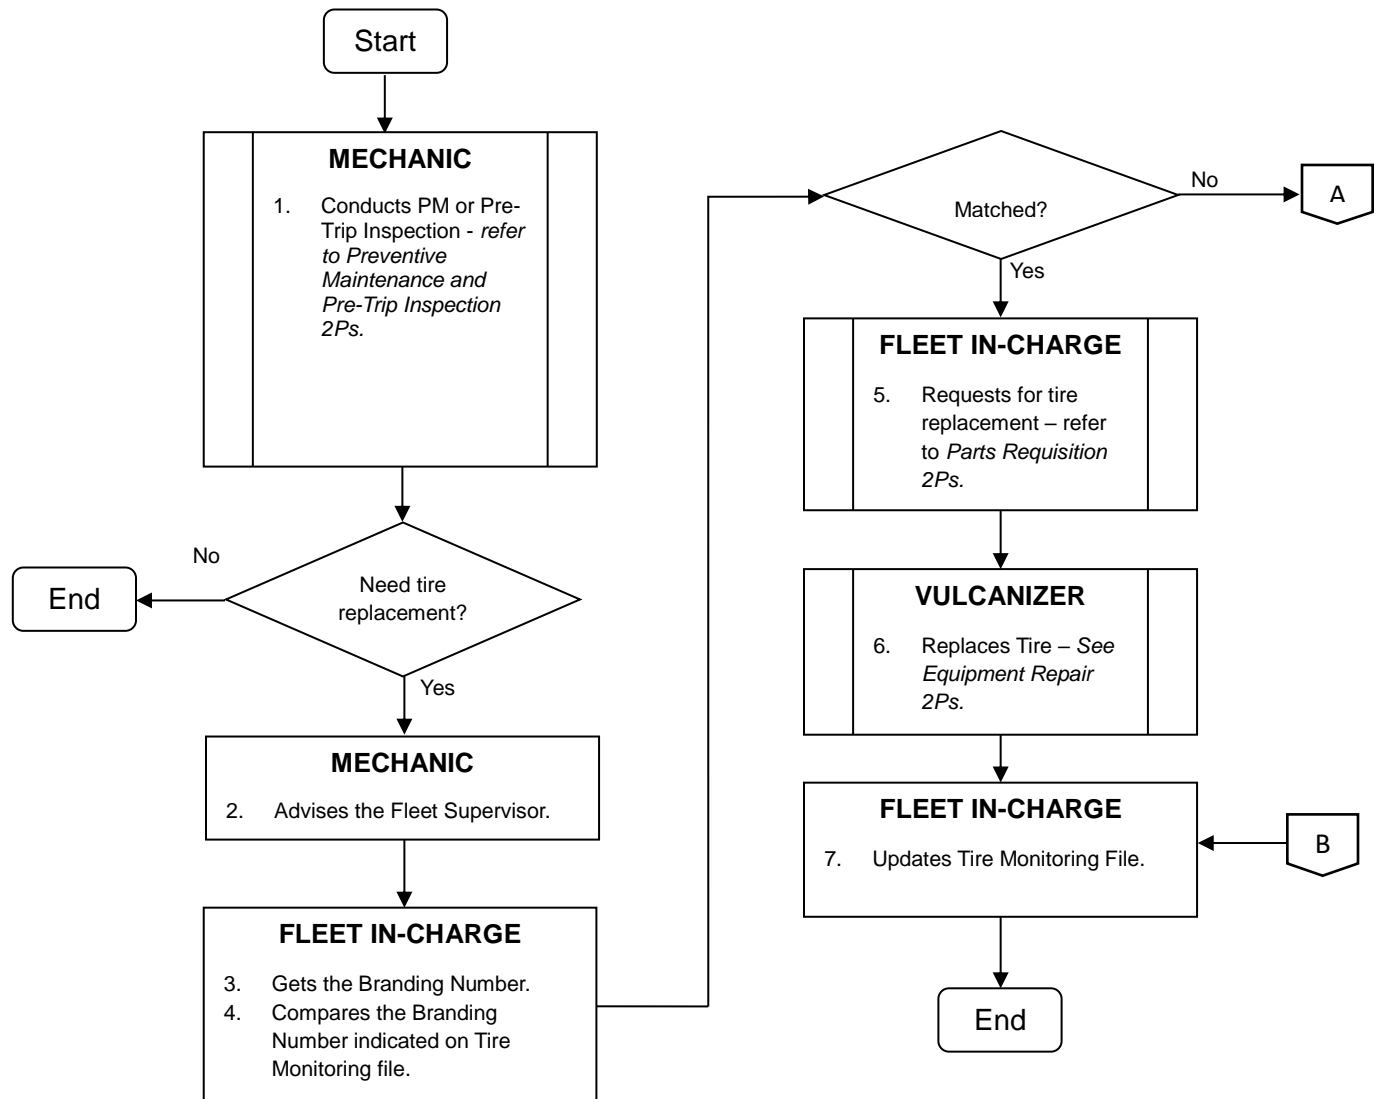 Start
MECHANIC
1. Conducts PM or Pre-
Trip Inspection - refer
to Preventive
Maintenance and
Pre-Trip Inspection
2Ps.
No
End
Need tire
replacement?
Yes
MECHANIC
2. Advises the Fleet Supervisor.
FLEET IN-CHARGE
3. Gets the Branding Number.
4. Compares the Branding
Number indicated on Tire
Monitoring file.
Matched?
No
A
Yes
FLEET IN-CHARGE
5. Requests for tire
replacement – refer
to Parts Requisition
2Ps.
VULCANIZER
6. Replaces Tire – See
Equipment Repair
2Ps.
FLEET IN-CHARGE
7. Updates Tire Monitoring File.
B
End